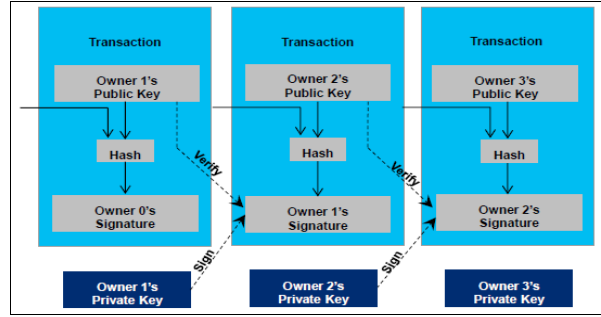 Transaction
Transaction
Transaction
Owner 1's
Public Key
Owner 2's
Public Key
Owner 3's
Public Key
Hash
Hash
Hash
Verify
Verify
Owner 0's
Signature
Owner 1's
Signature
Owner 2's
Signature
Sign
Sign
Owner 1's
Private Key
Owner 2's
Private Key
Owner 3's
Private Key